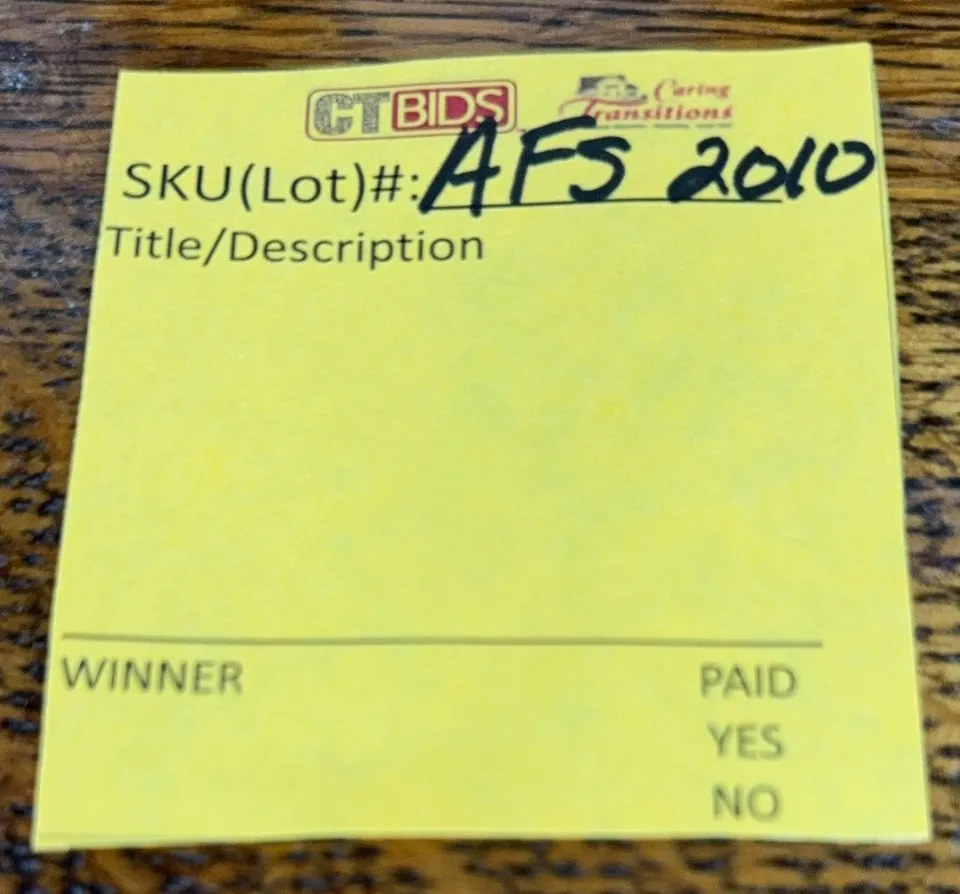 CTBIDS Caring Transitions
SKU(Lot)#: AFS 2010
Title/Description
WINNER PAID
YES
NO